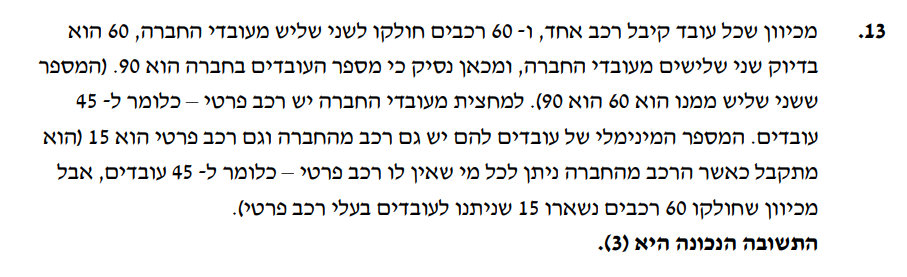 13. מכיוון שכל עובד קיבל רכב אחד, ו- 60 רכבים חולקו לשני שליש מעובדי החברה, 60 הוא
בדיוק שני שלישים מעובדי החברה, ומכאן נסיק כי מספר העובדים בחברה הוא 90. (המספר
ששני שליש ממנו הוא 60 הוא 90). למחצית מעובדי החברה יש רכב פרטי – כלומר ל- 45
עובדים. המספר המינימלי של עובדים להם יש גם רכב מהחברה וגם רכב פרטי הוא 15 (הוא
מתקבל כאשר הרכב מהחברה ניתן לכל מי שאין לו רכב פרטי – כלומר ל- 45 עובדים, אבל
מכיוון שחולקו 60 רכבים נשארו 15 שניתנו לעובדים בעלי רכב פרטי).
התשובה הנכונה היא (3).